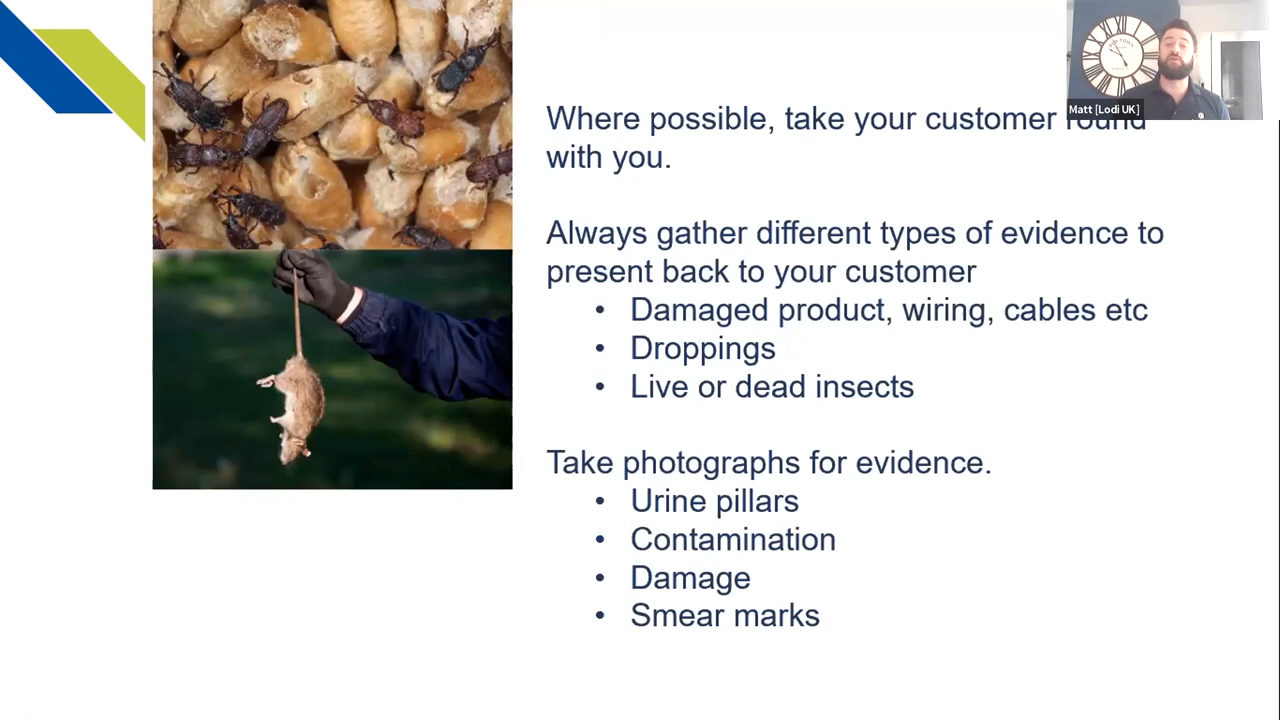 Matt [Lodi UK]
Where possible, take your customer round
with you.
Always gather different types of evidence to
present back to your customer
• Damaged product, wiring, cables etc
• Droppings
• Live or dead insects
Take photographs for evidence.
• Urine pillars
• Contamination
• Damage
• Smear marks